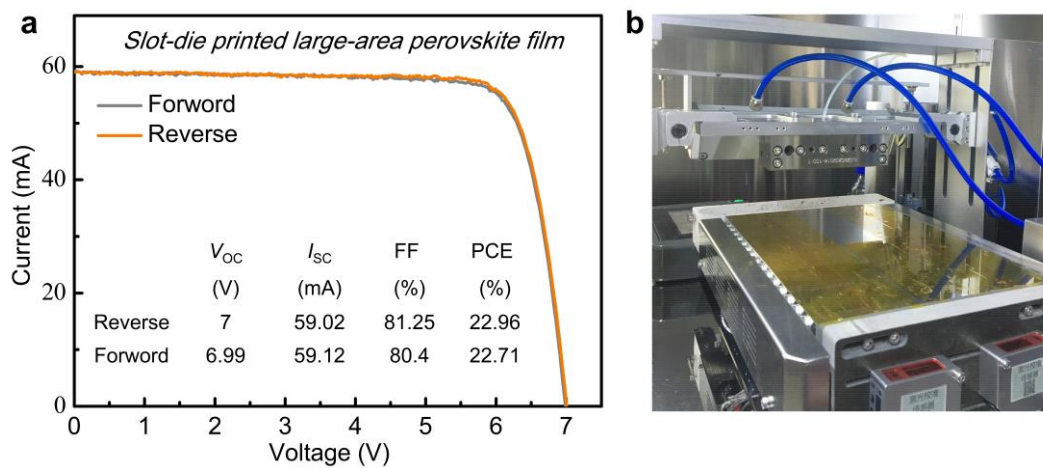 a
Slot-die printed large-area perovskite film
60
40
20
0
Current (mA)
Forword
Reverse
V_OC I_SC FF PCE
(V) (mA) (%) (%)
Reverse 7 59.02 81.25 22.96
Forword 6.99 59.12 80.4 22.71
0 1 2 3 4 5 6 7
Voltage (V)
b